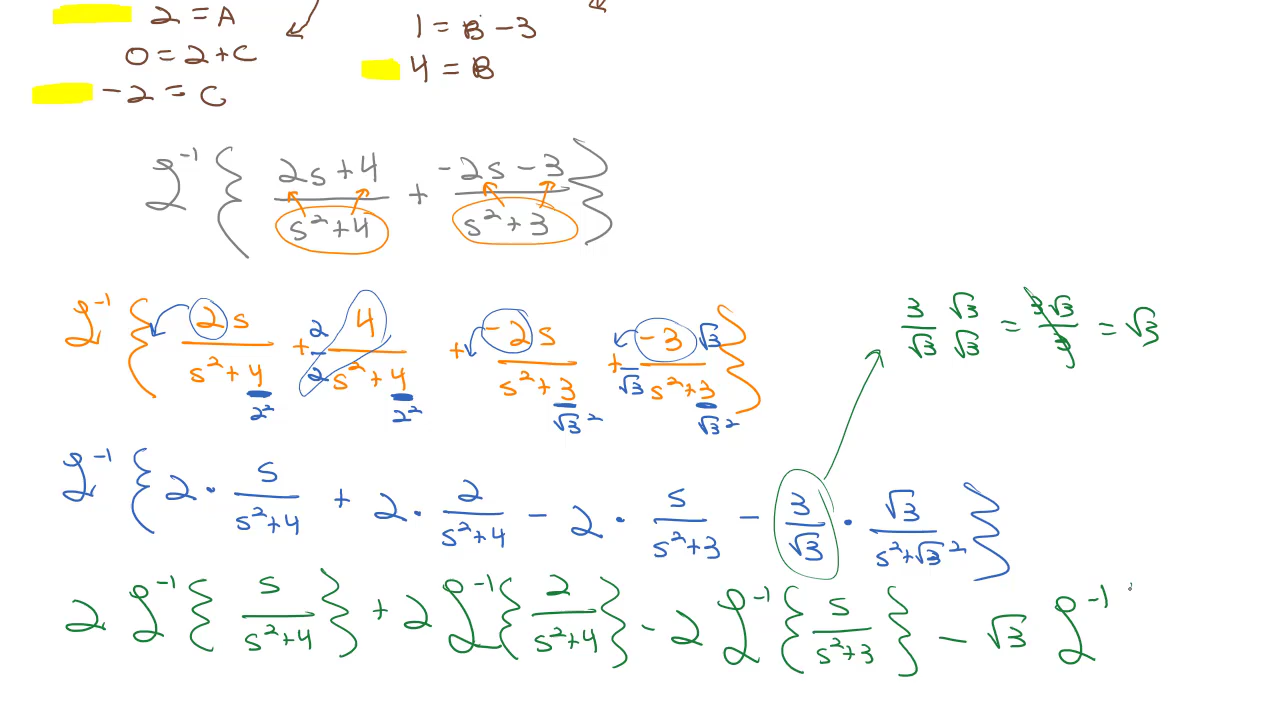 2 = A
1 = B - 3
0 = 2 + C
4 = B
-2 = C
ℒ⁻¹ { (2s + 4)/(s² + 4) + (-2s - 3)/(s² + 3) }
3/√3 √3/√3 = 3√3/3 = √3
ℒ⁻¹ { 2s/(s² + 4) + 2/2 4/(s² + 4) + -2s/(s² + 3) + -3 √3/√3 (s² + 3) }
2² 2² √3² √3²
ℒ⁻¹ { 2 · s/(s² + 4) + 2 · 2/(s² + 4) - 2 · s/(s² + 3) - 3/√3 · √3/(s² + √3²) }
2 ℒ⁻¹ { s/(s² + 4) } + 2 ℒ⁻¹ { 2/(s² + 4) } - 2 ℒ⁻¹ { s/(s² + 3) } - √3 ℒ⁻¹